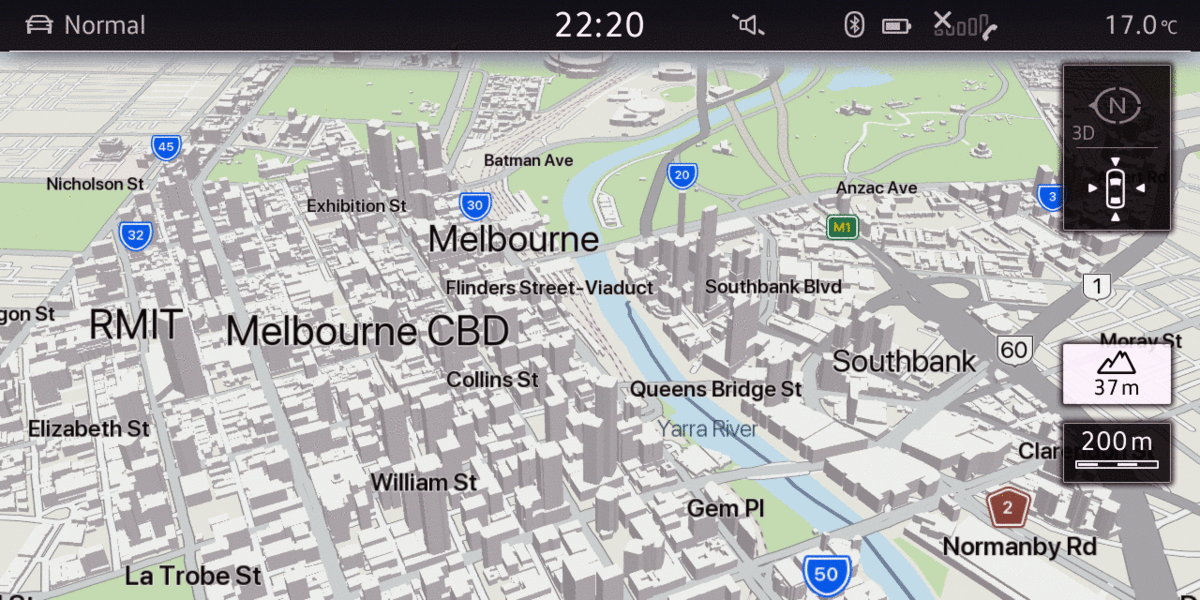 Normal
22:20
17.0°C
N
3D
45
Batman Ave
20
Nicholson St
Anzac Ave
3
Exhibition St
30
M1
32
Melbourne
Flinders Street-Viaduct
Southbank Blvd
1
gon St
RMIT
Melbourne CBD
Moray St
60
Southbank
37m
Collins St
Queens Bridge St
Elizabeth St
Yarra River
200m
William St
Gem Pl
2
Normanby Rd
La Trobe St
50